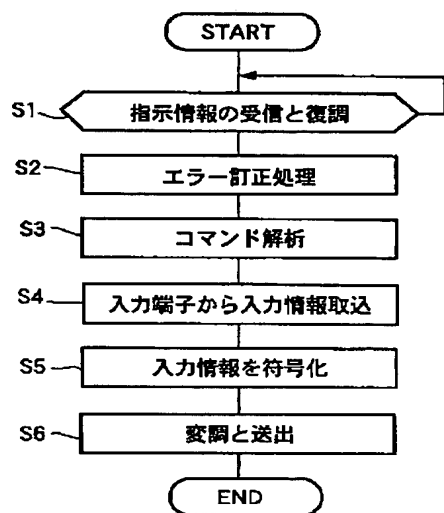 START
S1
指示情報の受信と復調
S2
エラー訂正処理
S3
コマンド解析
S4
入力端子から入力情報取込
S5
入力情報を符号化
S6
変調と送出
END